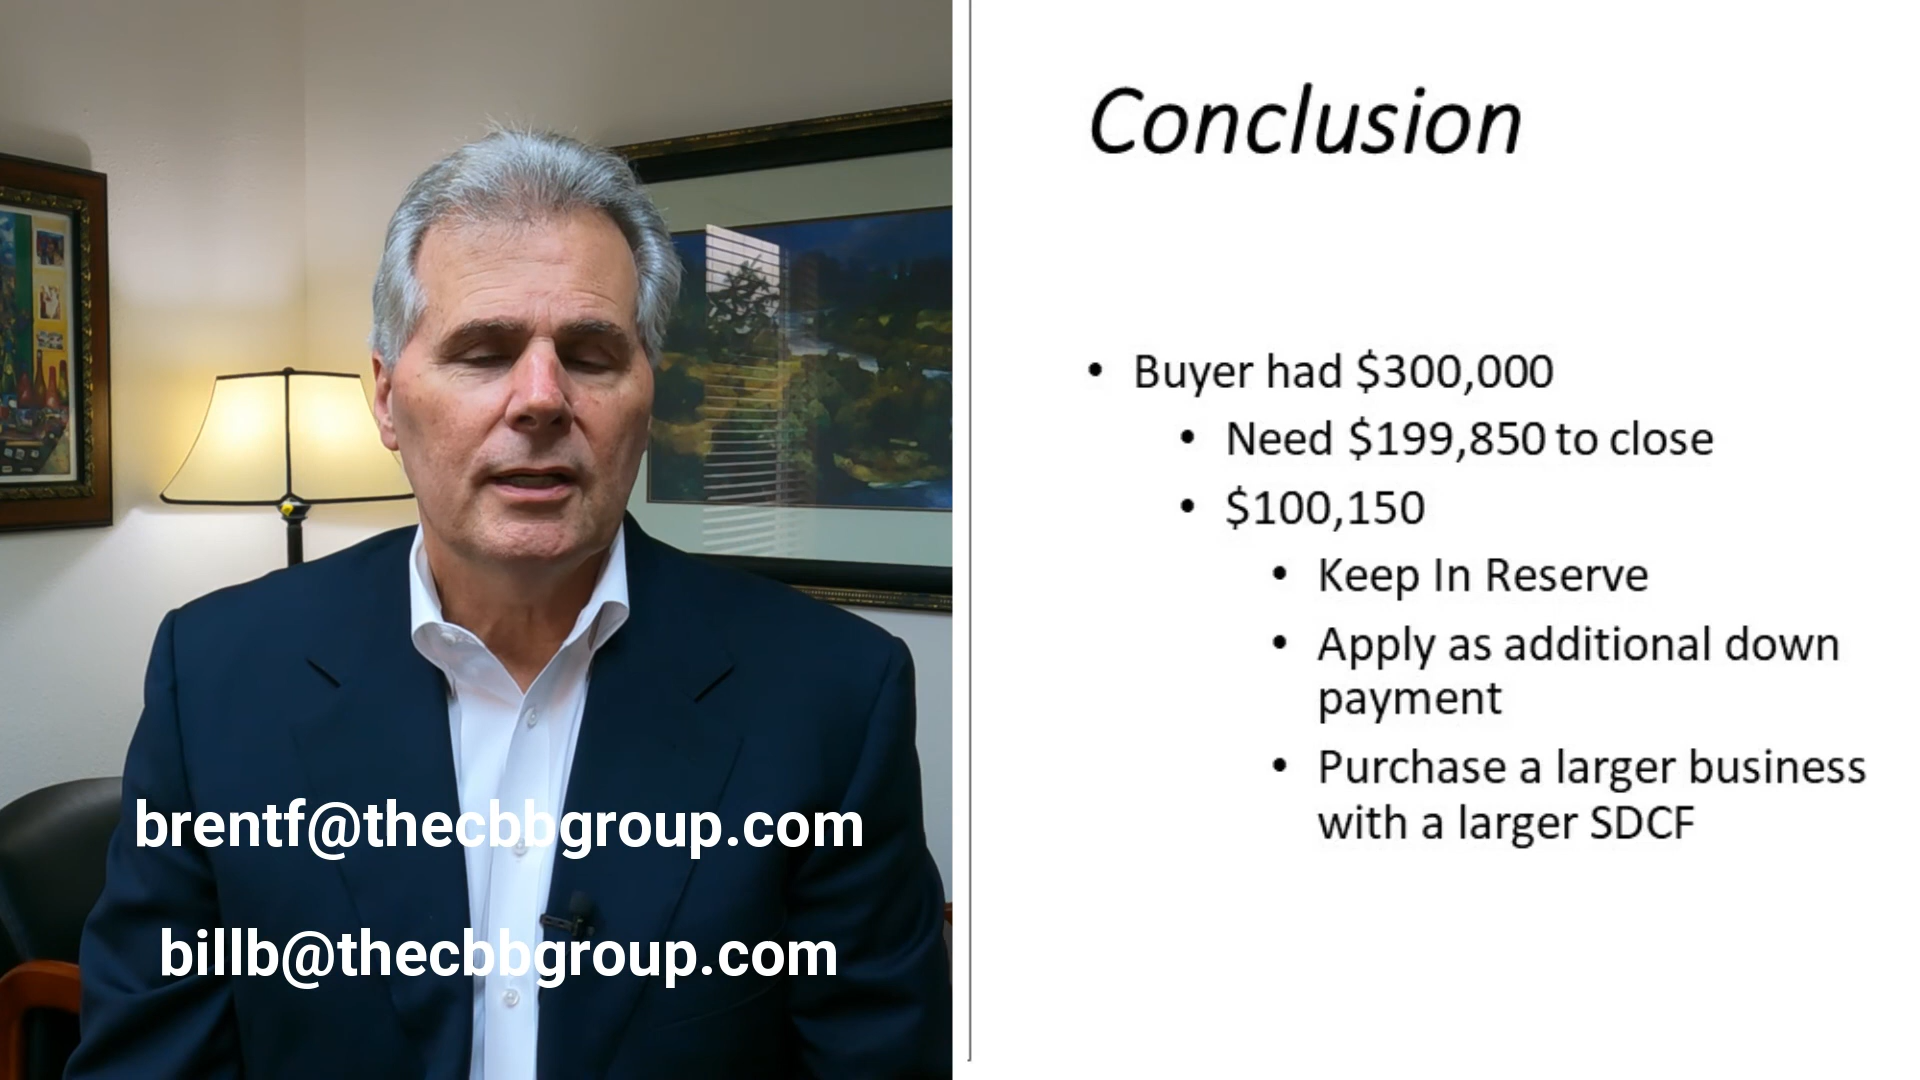 brentf@thecbbgroup.com
billb@thecbbgroup.com
Conclusion
• Buyer had $300,000
• Need $199,850 to close
• $100,150
• Keep In Reserve
• Apply as additional down
payment
• Purchase a larger business
with a larger SDCF